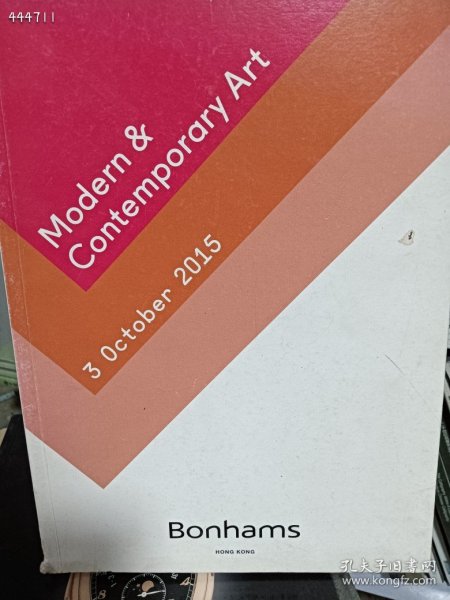 444711
Modern &
Contemporary Art
3 October 2015
Bonhams
HONG KONG
孔夫子旧书网
www.kongfz.com